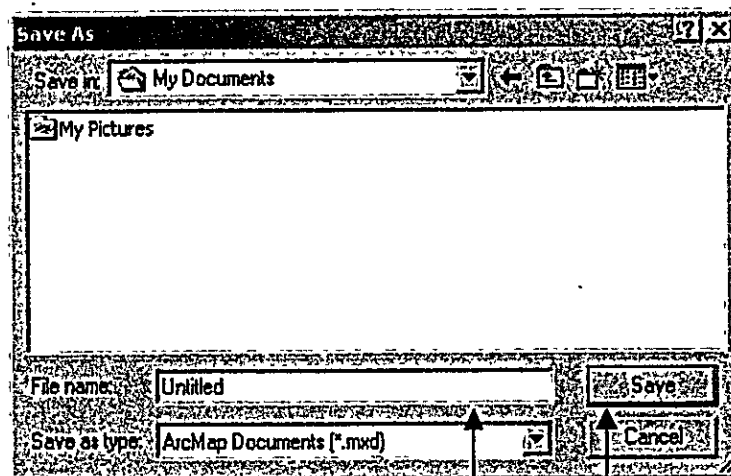 Save As
Save in: My Documents
My Pictures
File name: Untitled Save
Save as type: ArcMap Documents (*.mxd) Cancel